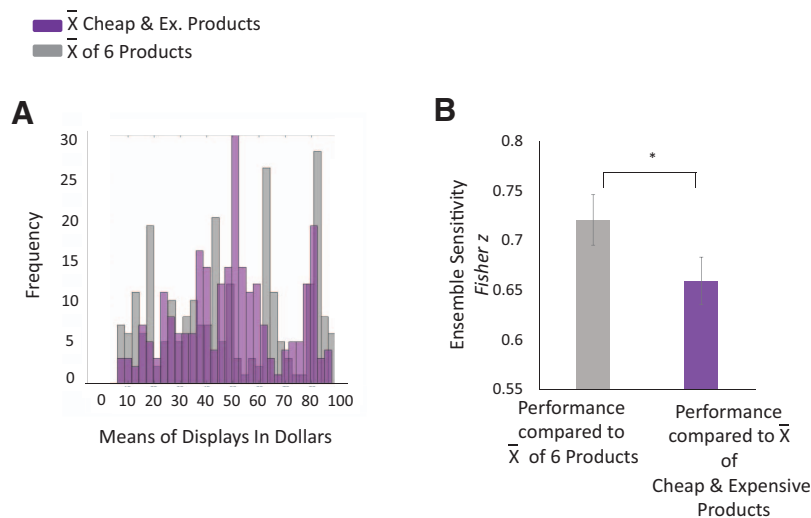 X̅ Cheap & Ex. Products
X̅ of 6 Products
A
30
25
20
15
10
5
0
Frequency
0 10 20 30 40 50 60 70 80 90 100
Means of Displays In Dollars
B
0.8
0.75
0.7
0.65
0.6
0.55
Ensemble Sensitivity
Fisher z
*
Performance
compared to
X̅ of 6 Products
Performance
compared to X̅
of
Cheap & Expensive
Products